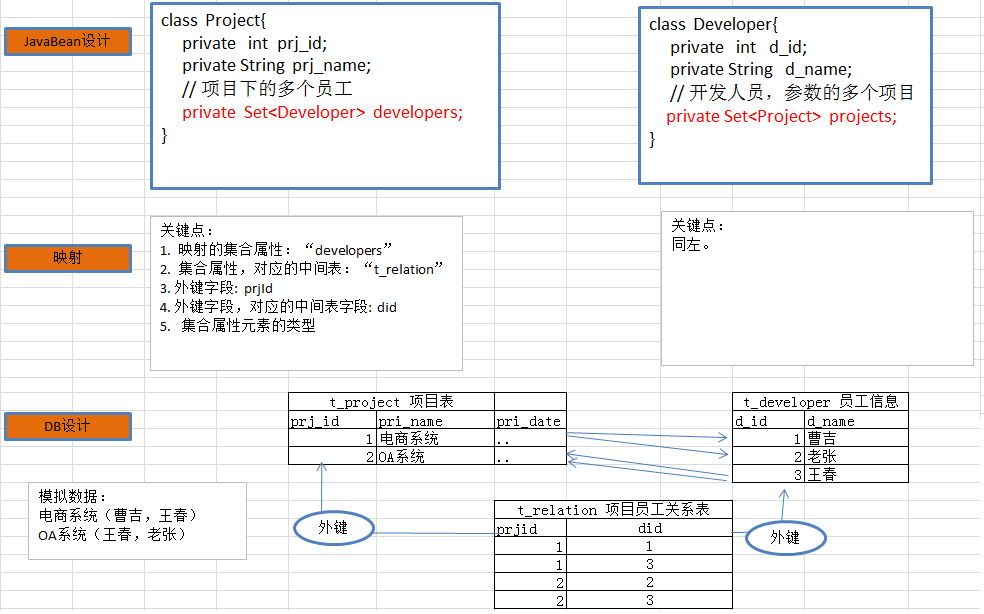 JavaBean设计
class Project{
private int prj_id;
private String prj_name;
// 项目下的多个员工
private Set<Developer> developers;
}
class Developer{
private int d_id;
private String d_name;
// 开发人员，参数的多个项目
private Set<Project> projects;
}
映射
关键点：
1. 映射的集合属性：“developers”
2. 集合属性，对应的中间表：“t_relation”
3. 外键字段: prjId
4. 外键字段，对应的中间表字段: did
5. 集合属性元素的类型
关键点：
同左。
DB设计
t_project 项目表
prj_id pri_name pri_date
1 电商系统 ..
2 OA系统 ..
t_developer 员工信息
d_id d_name
1 曹吉
2 老张
3 王春
模拟数据：
电商系统（曹吉，王春）
OA系统（王春，老张）
外键
t_relation 项目员工关系表
prjid did
1 1
1 3
2 2
2 3
外键